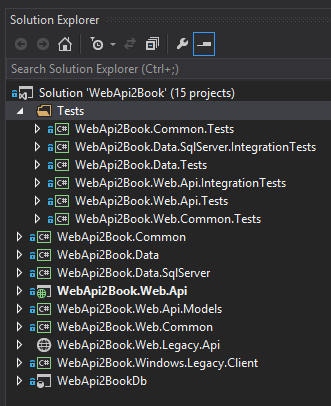 Solution Explorer
Search Solution Explorer (Ctrl+;)
Solution 'WebApi2Book' (15 projects)
Tests
C# WebApi2Book.Common.Tests
C# WebApi2Book.Data.SqlServer.IntegrationTests
C# WebApi2Book.Data.Tests
C# WebApi2Book.Web.Api.IntegrationTests
C# WebApi2Book.Web.Api.Tests
C# WebApi2Book.Web.Common.Tests
C# WebApi2Book.Common
C# WebApi2Book.Data
C# WebApi2Book.Data.SqlServer
WebApi2Book.Web.Api
C# WebApi2Book.Web.Api.Models
C# WebApi2Book.Web.Common
WebApi2Book.Web.Legacy.Api
C# WebApi2Book.Windows.Legacy.Client
WebApi2BookDb